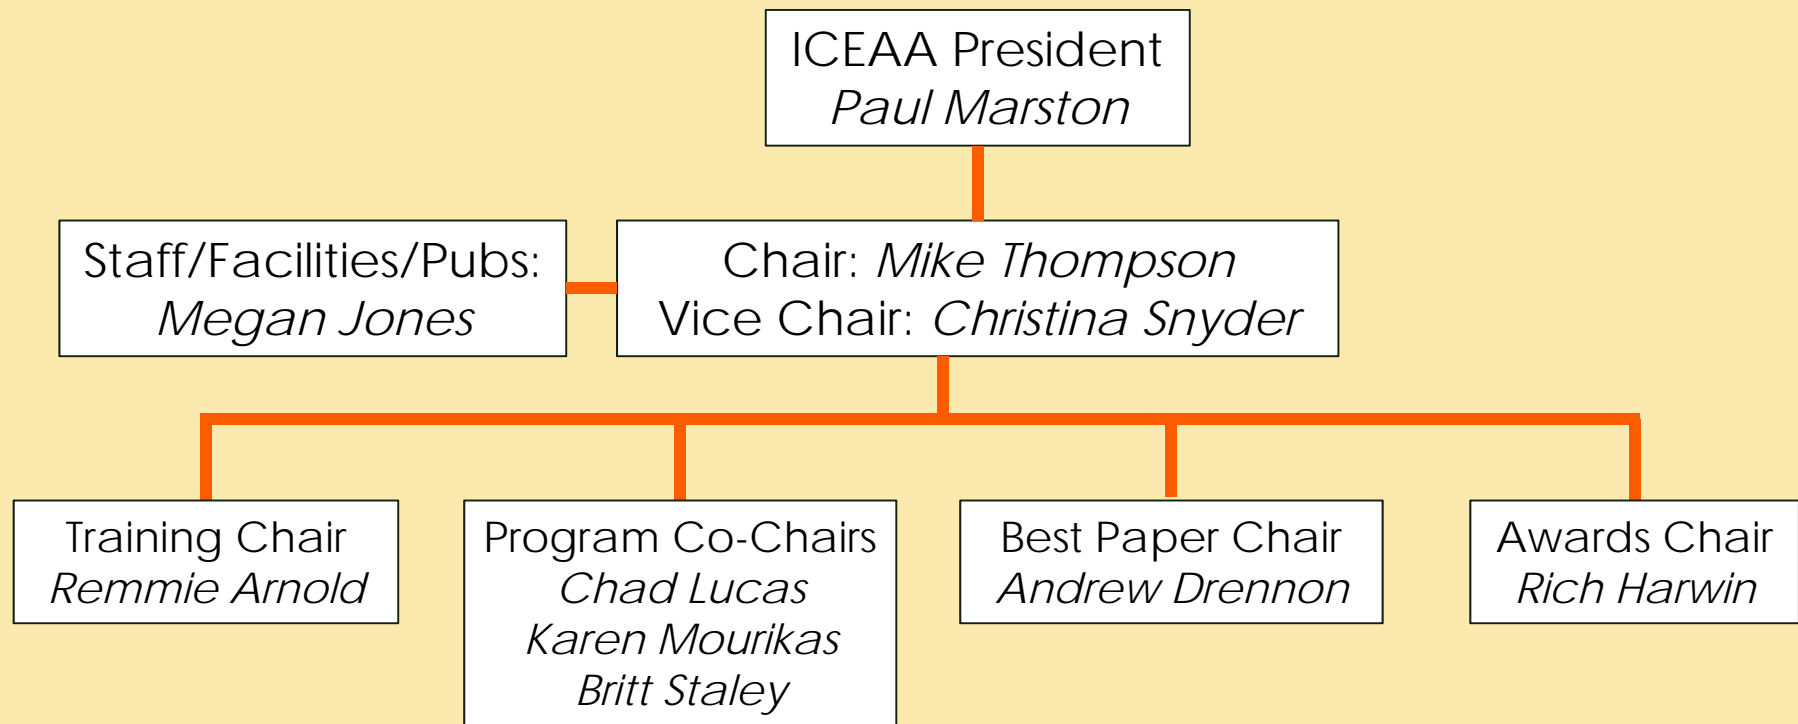 ICEAA President
Paul Marston
Staff/Facilities/Pubs:
Megan Jones
Chair: Mike Thompson
Vice Chair: Christina Snyder
Training Chair
Remmie Arnold
Program Co-Chairs
Chad Lucas
Karen Mourikas
Britt Staley
Best Paper Chair
Andrew Drennon
Awards Chair
Rich Harwin